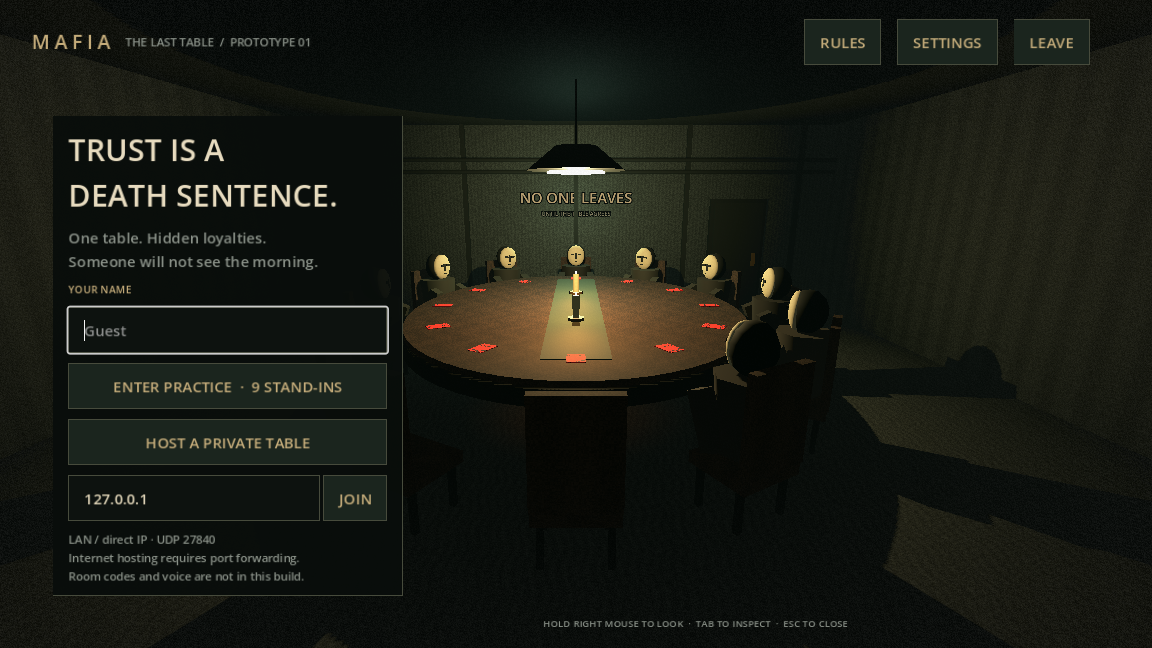 MAFIA THE LAST TABLE / PROTOTYPE 01
RULES
SETTINGS
LEAVE
TRUST IS A
DEATH SENTENCE.
One table. Hidden loyalties.
Someone will not see the morning.
YOUR NAME
Guest
ENTER PRACTICE · 9 STAND-INS
HOST A PRIVATE TABLE
127.0.0.1
JOIN
LAN / direct IP · UDP 27840
Internet hosting requires port forwarding.
Room codes and voice are not in this build.
NO ONE LEAVES
HOLD RIGHT MOUSE TO LOOK · TAB TO INSPECT · ESC TO CLOSE